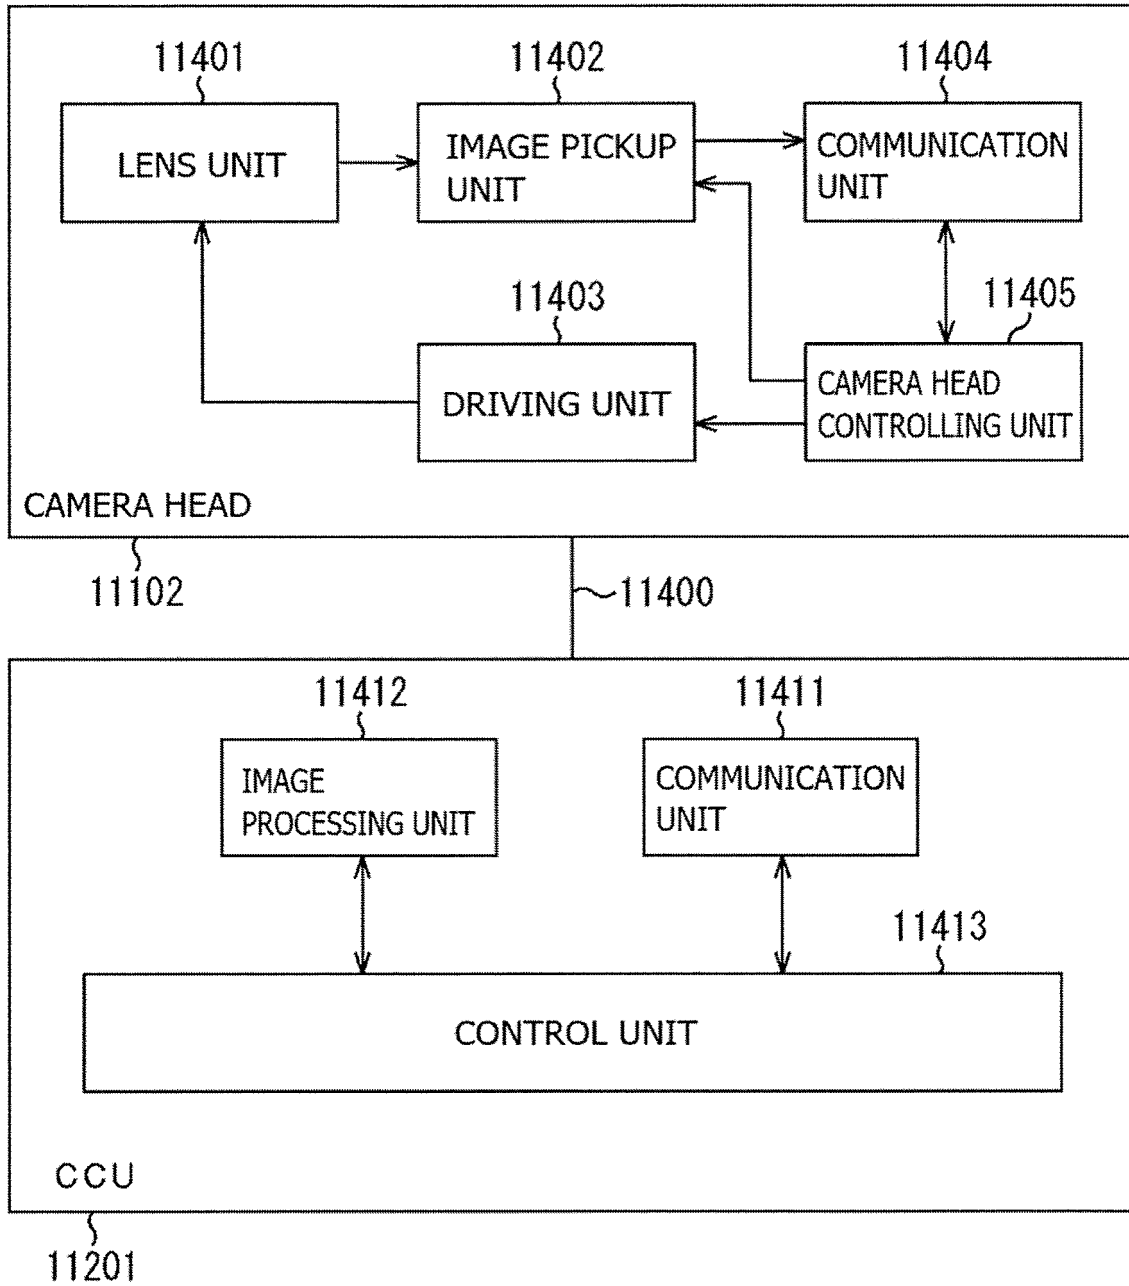 11401
11402
11404
LENS UNIT
IMAGE PICKUP
UNIT
COMMUNICATION
UNIT
11403
11405
DRIVING UNIT
CAMERA HEAD
CONTROLLING UNIT
CAMERA HEAD
11102
11400
11412
11411
IMAGE
PROCESSING UNIT
COMMUNICATION
UNIT
11413
CONTROL UNIT
CCU
11201